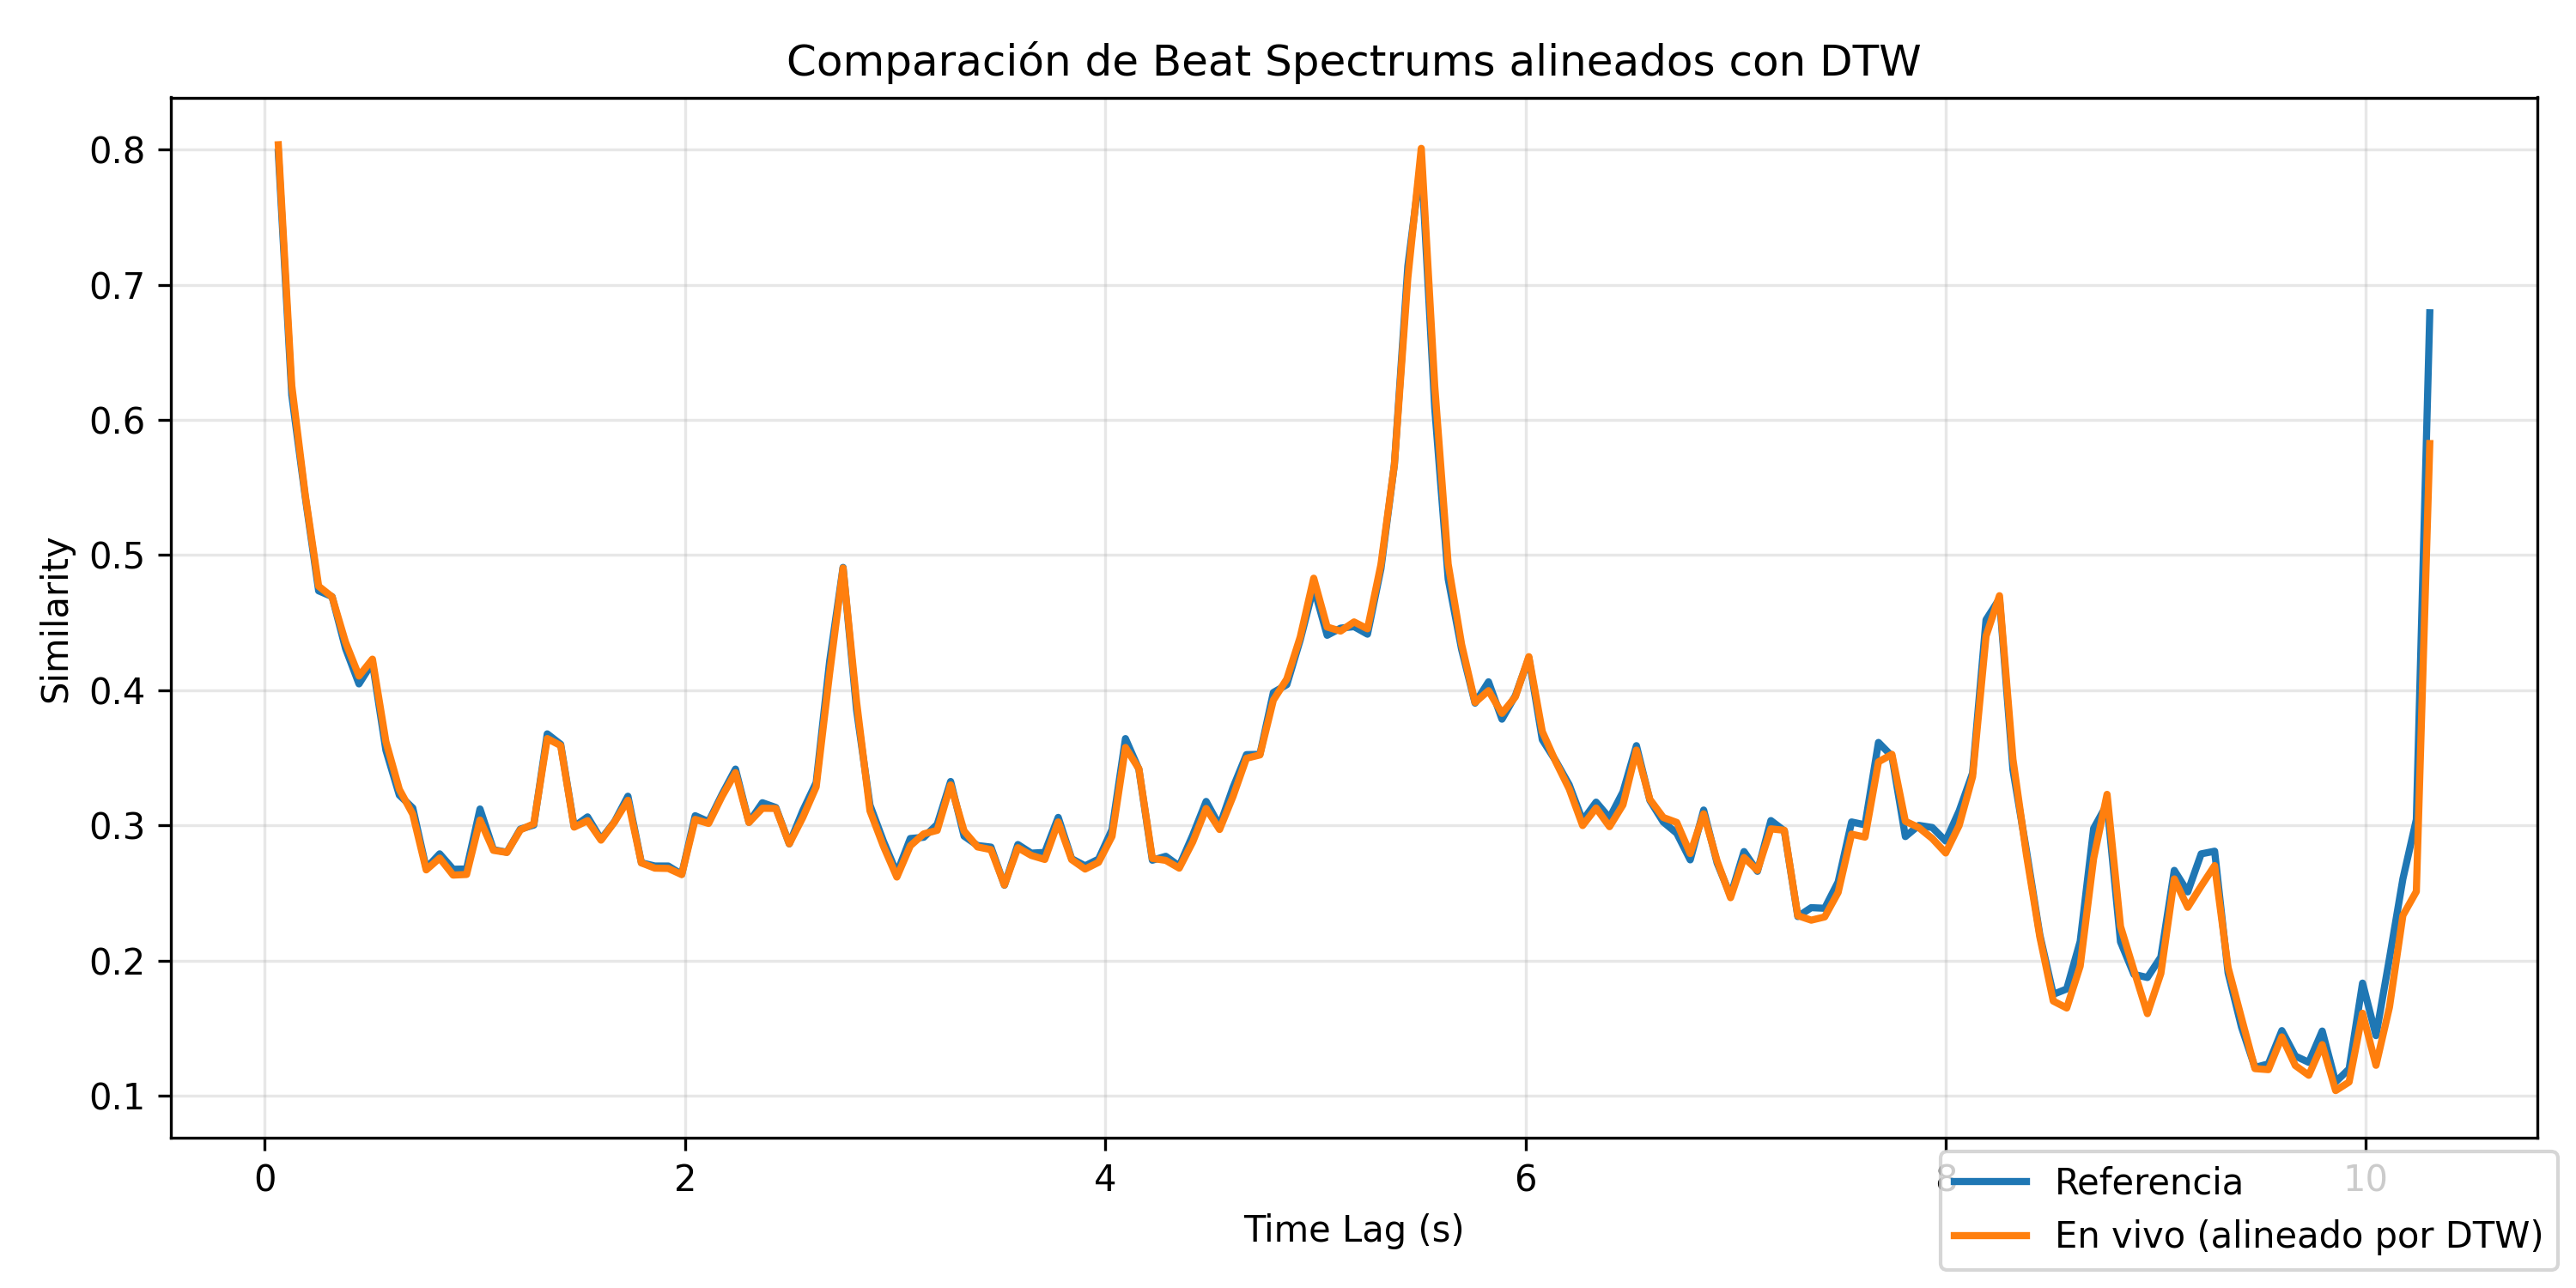 Comparación de Beat Spectrums alineados con DTW
Similarity
0.8
0.7
0.6
0.5
0.4
0.3
0.2
0.1
0 2 4 6 8 10
Time Lag (s)
Referencia
En vivo (alineado por DTW)